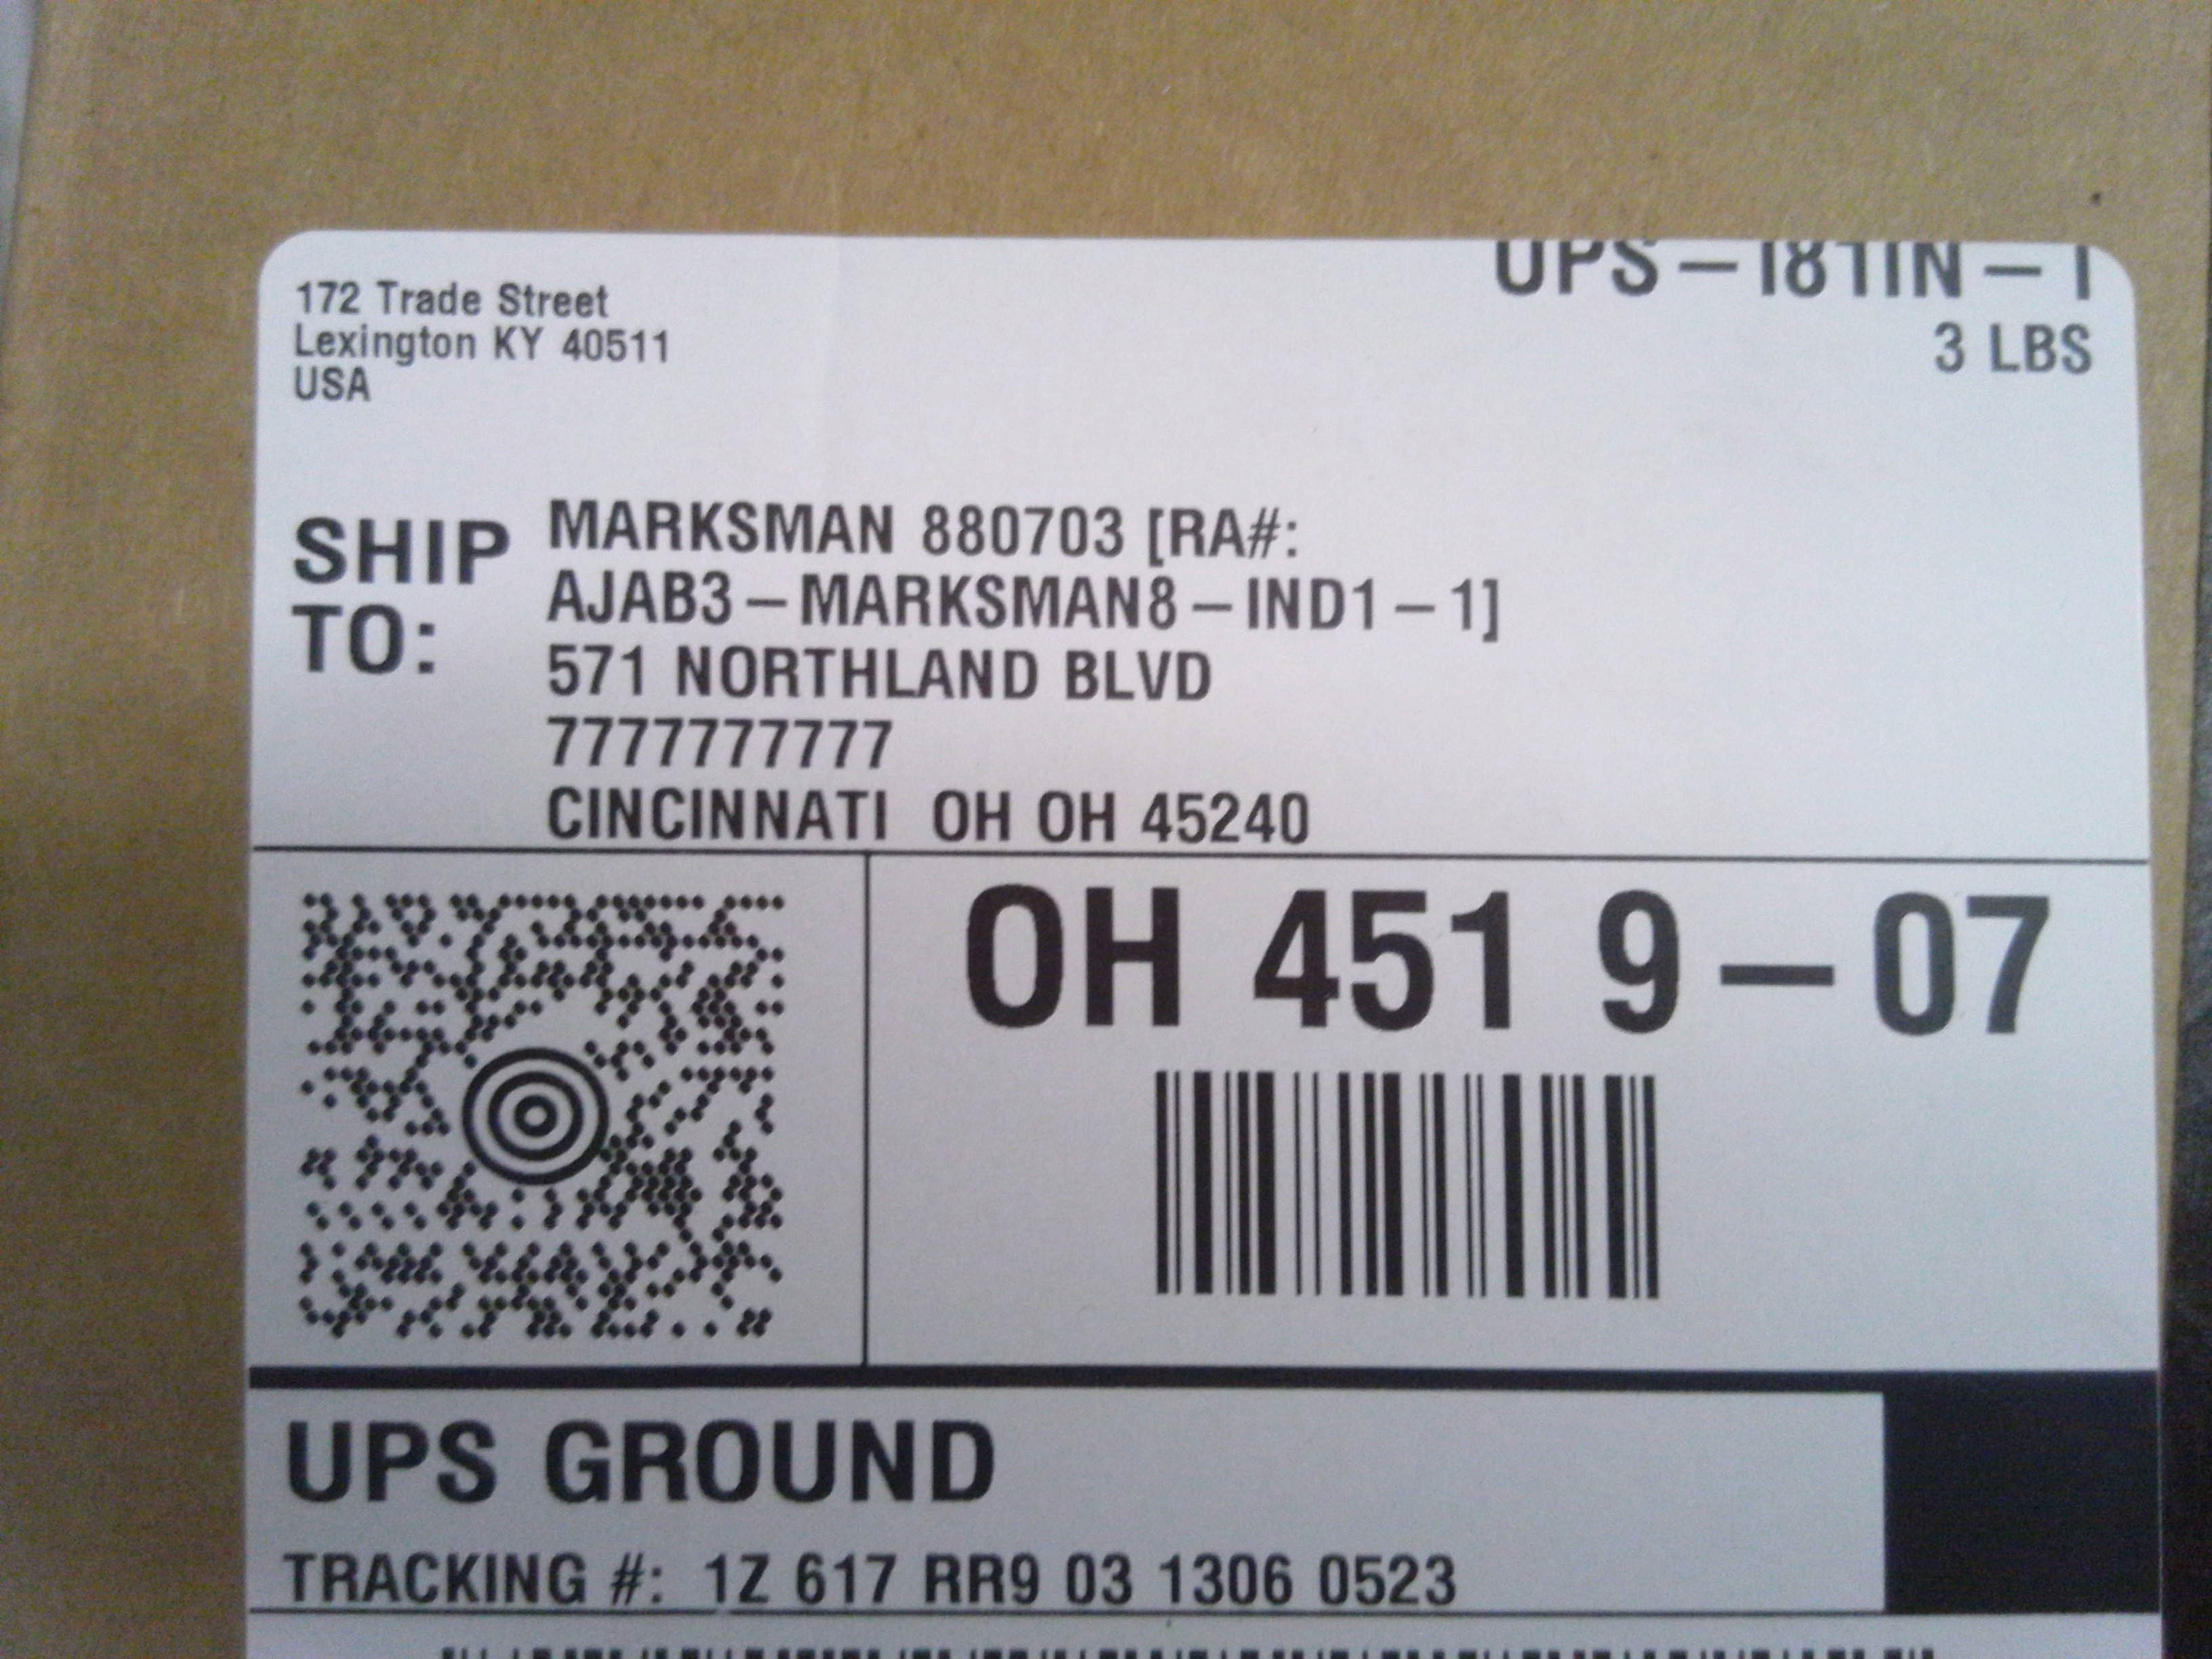 172 Trade Street
Lexington KY 40511
USA
UPS – I81IN – 1
3 LBS
SHIP TO:
MARKSMAN 880703 [RA#:
AJAB3 – MARKSMAN8 – IND1 – 1]
571 NORTHLAND BLVD
7777777777
CINCINNATI OH OH 45240
OH 451 9 – 07
UPS GROUND
TRACKING #: 1Z 617 RR9 03 1306 0523